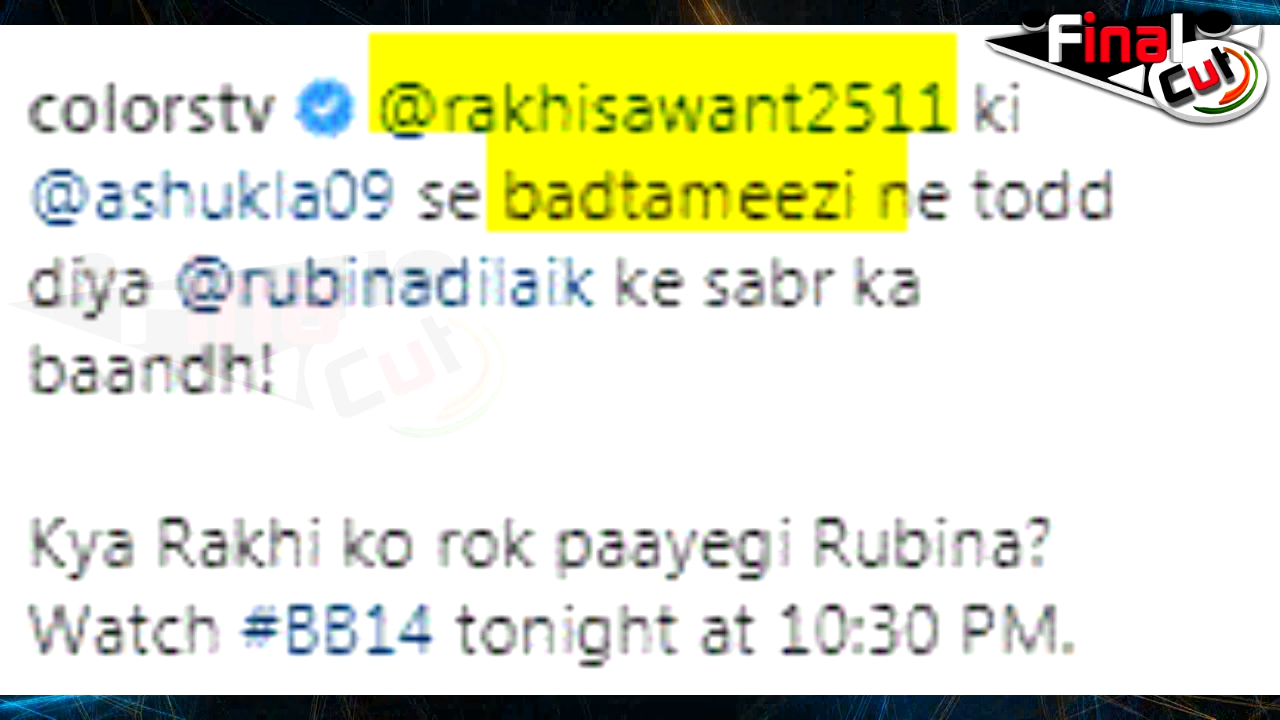 Final
Cut
colorstv @rakhisawant2511 ki
@ashukla09 se badtameezi ne todd
diya @rubinadilaik ke sabr ka
baandh!
Kya Rakhi ko rok paayegi Rubina?
Watch #BB14 tonight at 10:30 PM.